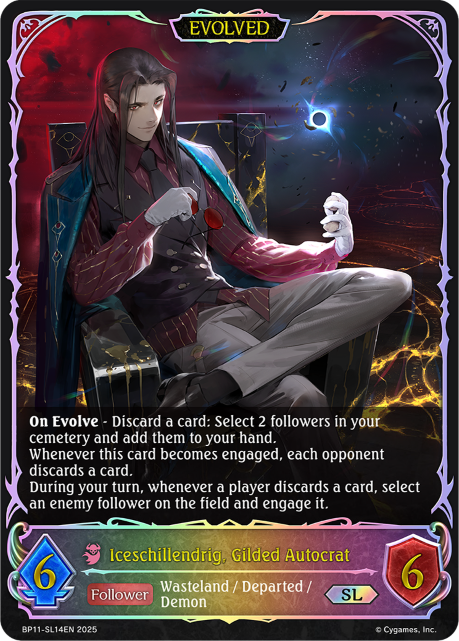 EVOLVED
On Evolve - Discard a card: Select 2 followers in your
cemetery and add them to your hand.
Whenever this card becomes engaged, each opponent
discards a card.
During your turn, whenever a player discards a card, select
an enemy follower on the field and engage it.
Iceschillendrig, Gilded Autocrat
6
Follower
Wasteland / Departed /
Demon
SL
6
BP11-SL14EN 2025
© Cygames, Inc.